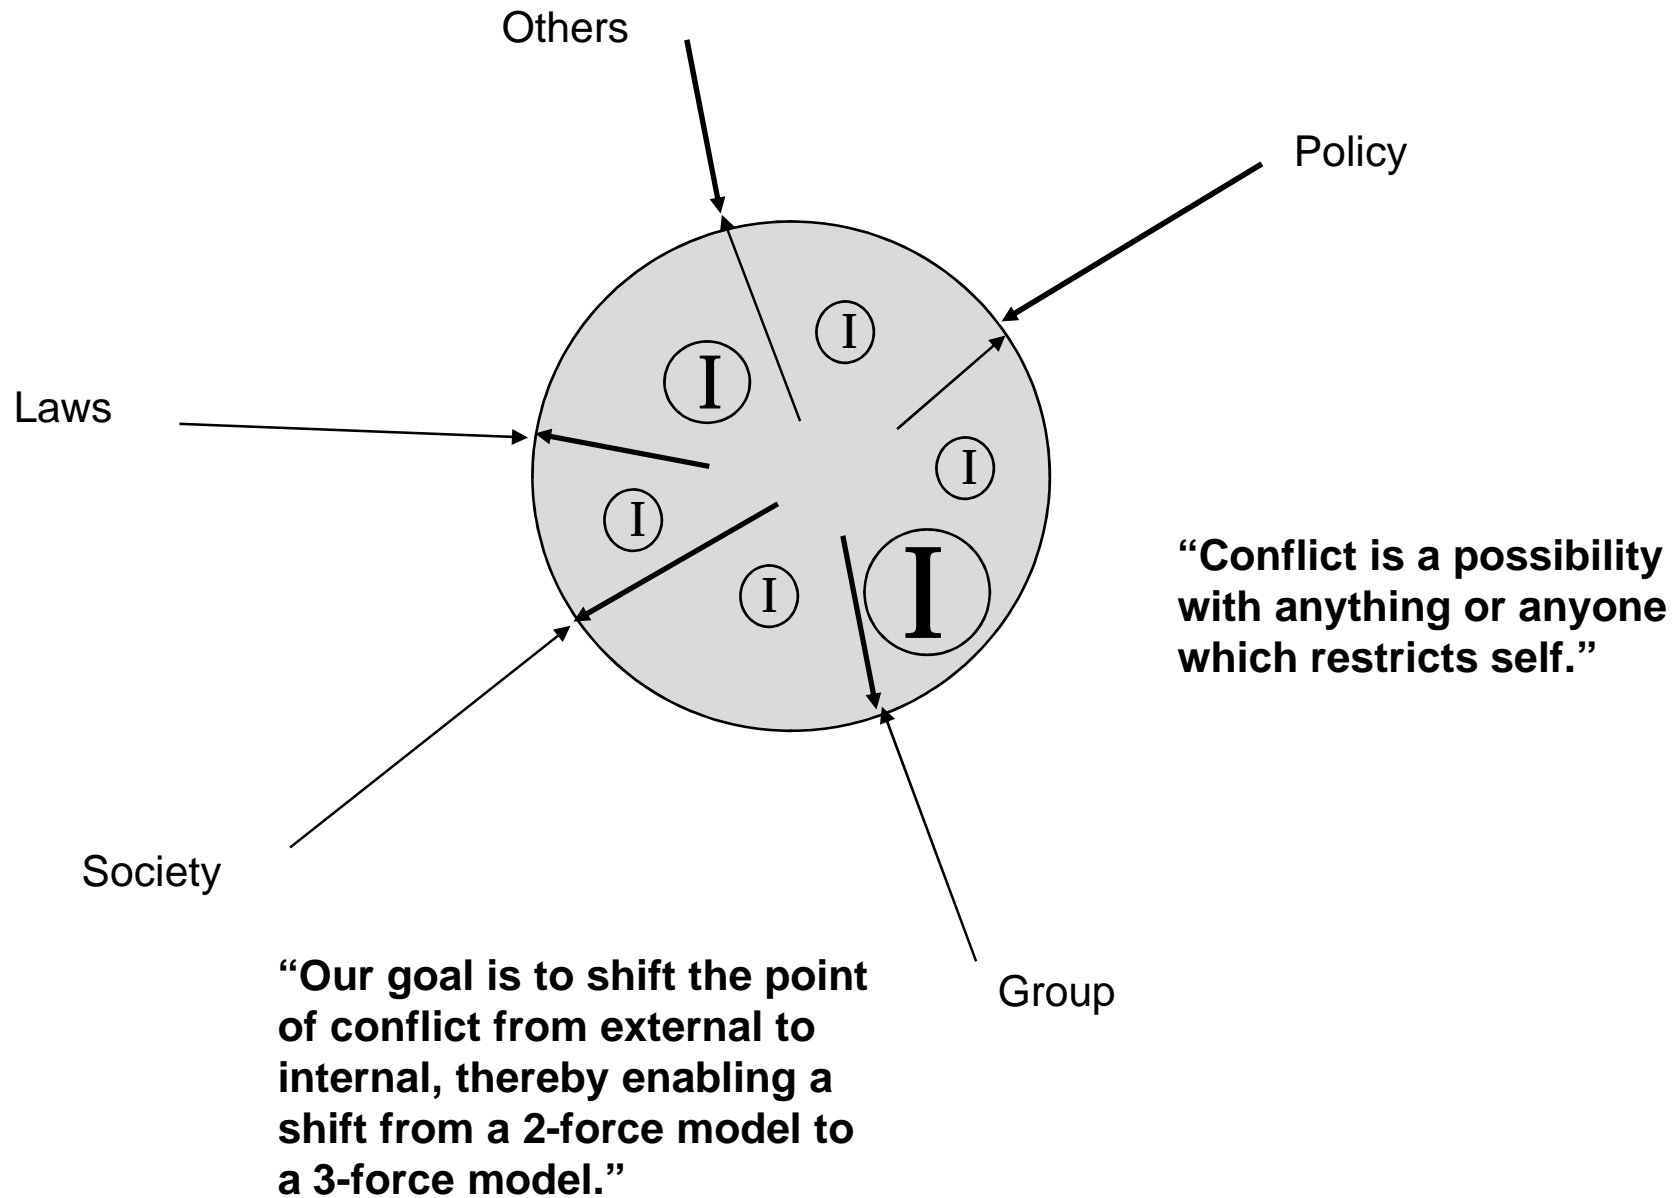 Others
Policy
I
I
Laws
I
I
I
I
“Conflict is a possibility
with anything or anyone
which restricts self.”
Society
“Our goal is to shift the point
of conflict from external to
internal, thereby enabling a
shift from a 2-force model to
a 3-force model.”
Group